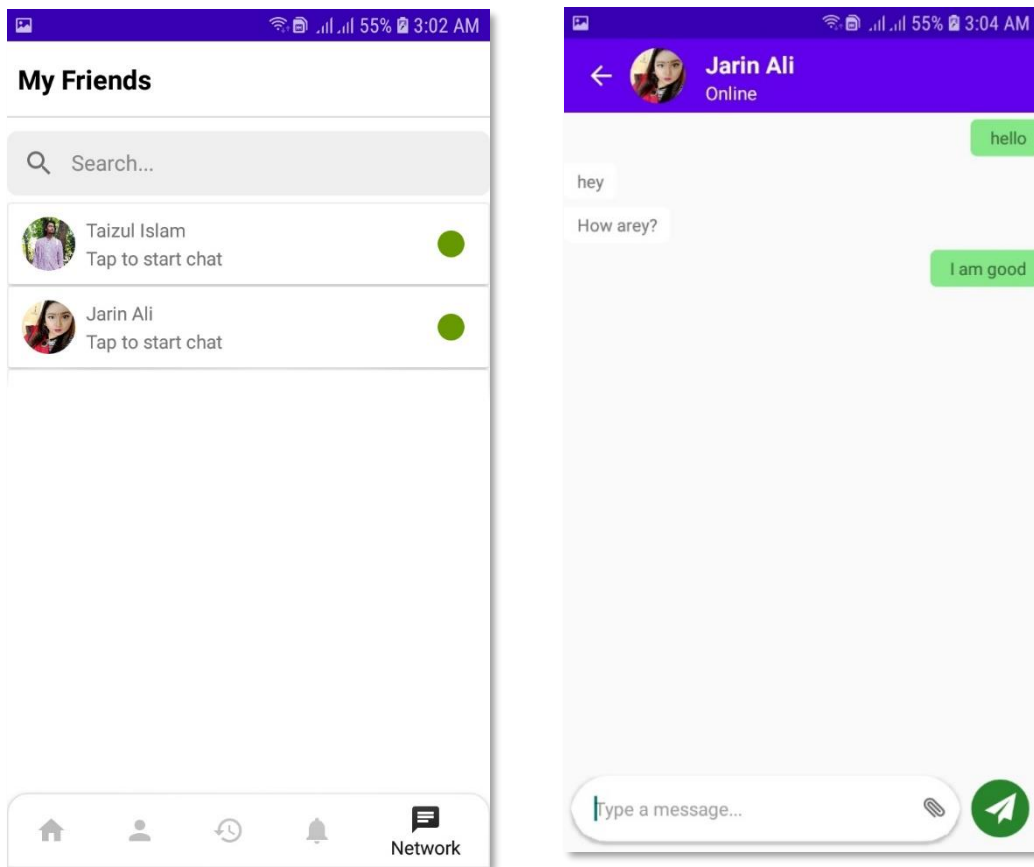 55% 3:02 AM
My Friends
Search...
Taizul Islam
Tap to start chat
Jarin Ali
Tap to start chat
Network
55% 3:04 AM
Jarin Ali
Online
hello
hey
How arey?
I am good
Type a message...